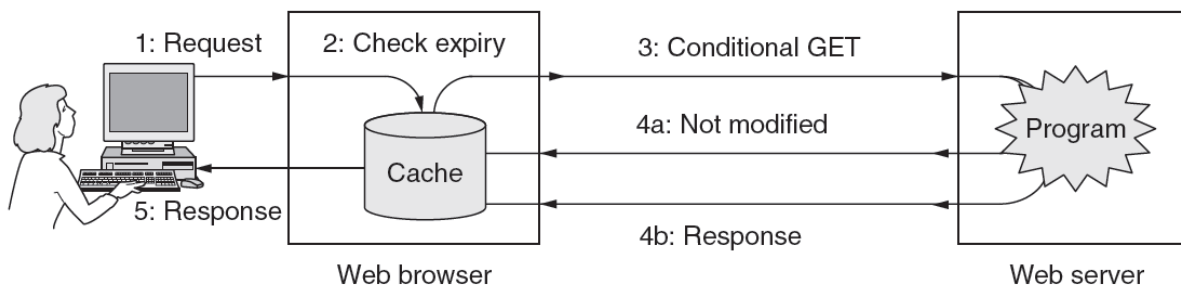 1: Request
2: Check expiry
3: Conditional GET
4a: Not modified
Program
Cache
5: Response
4b: Response
Web browser
Web server